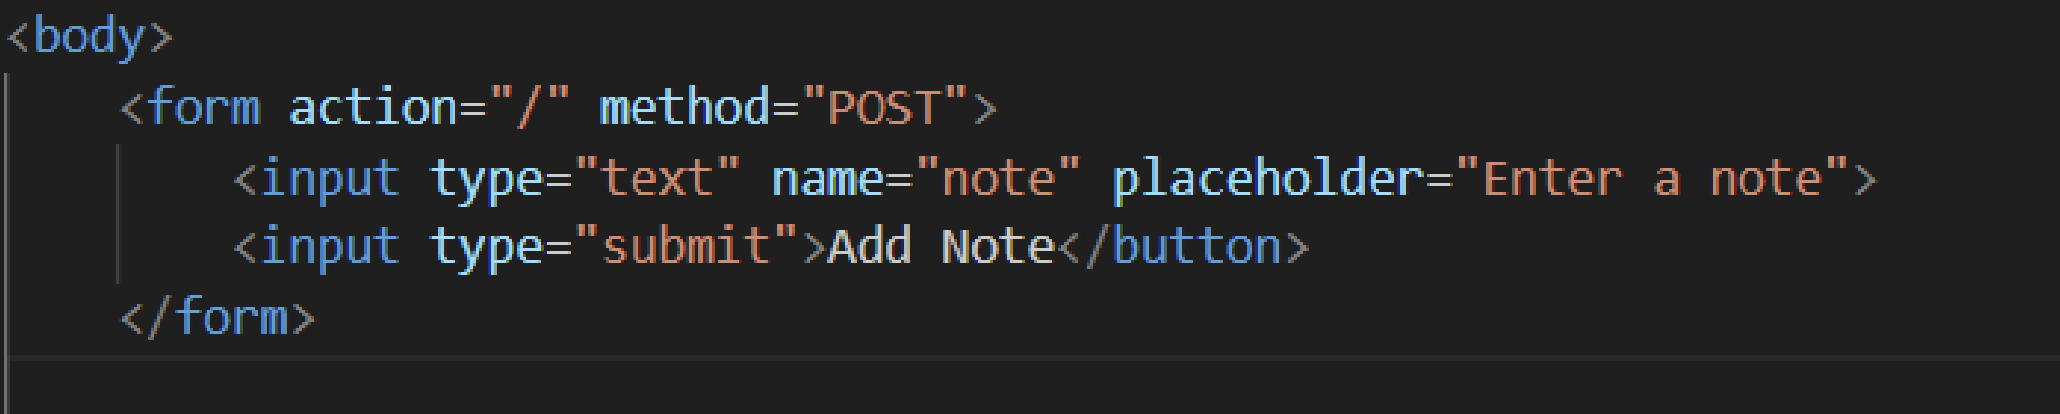 <body>
<form action="/" method="POST">
<input type="text" name="note" placeholder="Enter a note">
<input type="submit">Add Note</button>
</form>